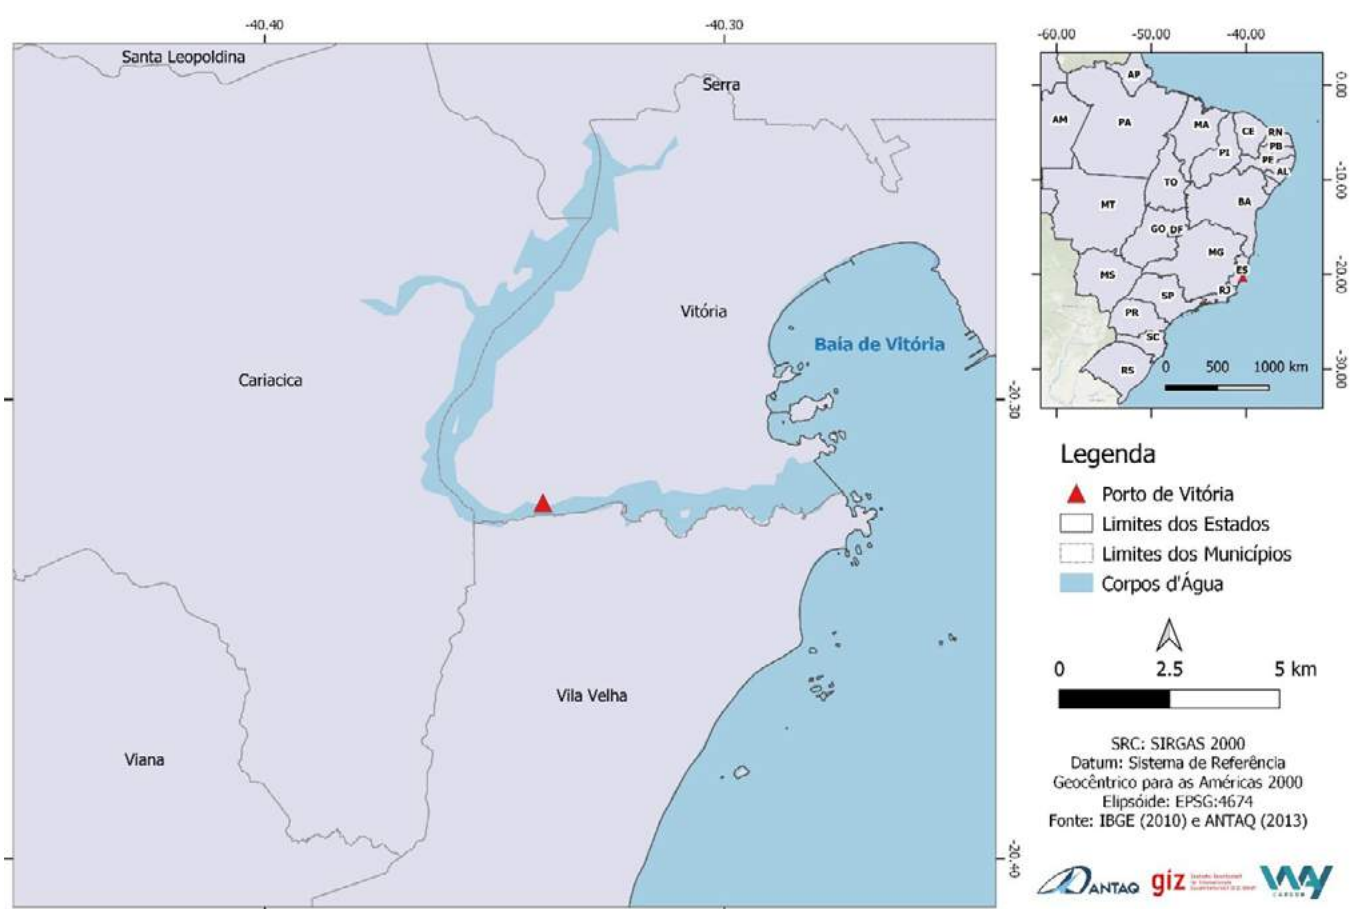 -40.40
-40.30
Santa Leopoldina
Serra
Vitória
Baía de Vitória
Cariacica
-20.30
Vila Velha
Viana
-20.40
-60.00
-50.00
-40.00
0.00
-10.00
-20.00
-30.00
AP
AM
PA
MA
CE
RN
PB
PI
PE
AL
TO
MT
BA
GO
DF
MG
ES
MS
SP
RJ
PR
SC
RS
0 500 1000 km
Legenda
Porto de Vitória
Limites dos Estados
Limites dos Municípios
Corpos d'Água
0 2.5 5 km
SRC: SIRGAS 2000
Datum: Sistema de Referência
Geocêntrico para as Américas 2000
Elipsóide: EPSG:4674
Fonte: IBGE (2010) e ANTAQ (2013)
ANTAQ
giz
WAY
CARBON